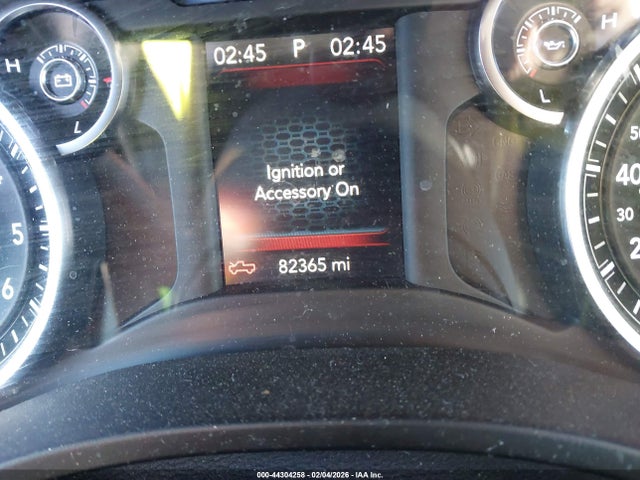 02:45 P 02:45
H
H
L
L
Ignition or
Accessory On
5
40
30
2
6
82365 mi
000-44304258 - 02/04/2026 - IAA Inc.